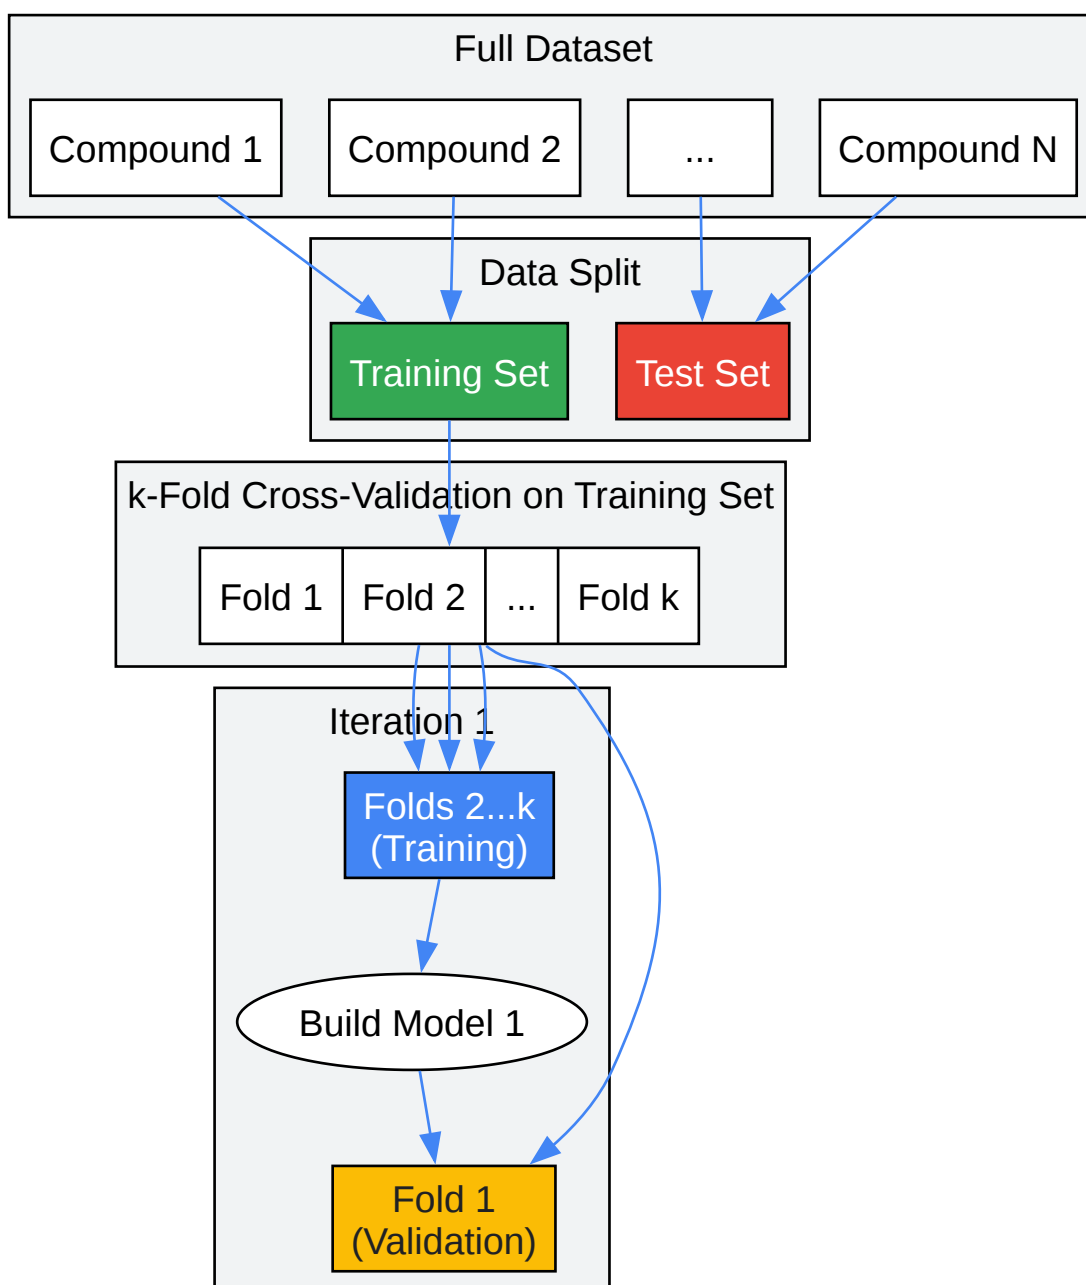 Full Dataset
Compound 1
Compound 2
...
Compound N
Data Split
Training Set
Test Set
k-Fold Cross-Validation on Training Set
Fold 1
Fold 2
...
Fold k
Iteration 1
Folds 2...k
(Training)
Build Model 1
Fold 1
(Validation)